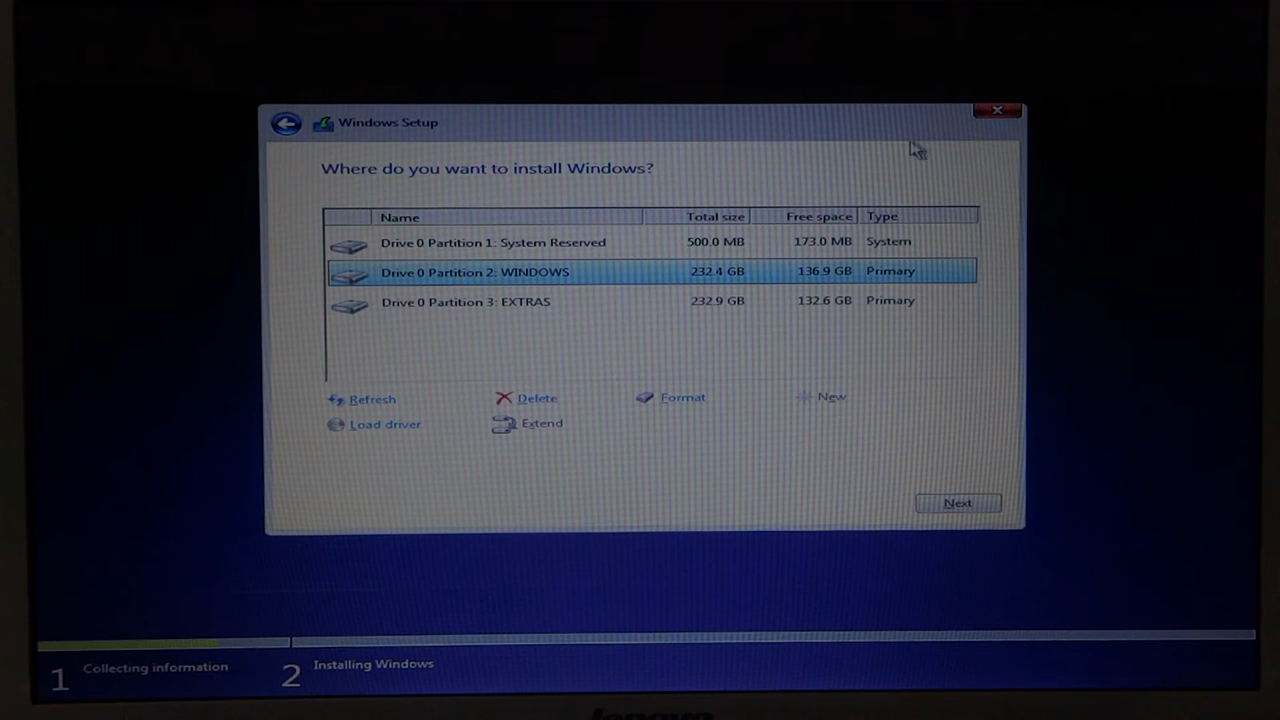 Windows Setup
Where do you want to install Windows?
Name Total size Free space Type
Drive 0 Partition 1: System Reserved 500.0 MB 173.0 MB System
Drive 0 Partition 2: WINDOWS 232.4 GB 136.9 GB Primary
Drive 0 Partition 3: EXTRAS 232.9 GB 132.6 GB Primary
Refresh Delete Format New
Load driver Extend
Next
1 Collecting information 2 Installing Windows
lenovo